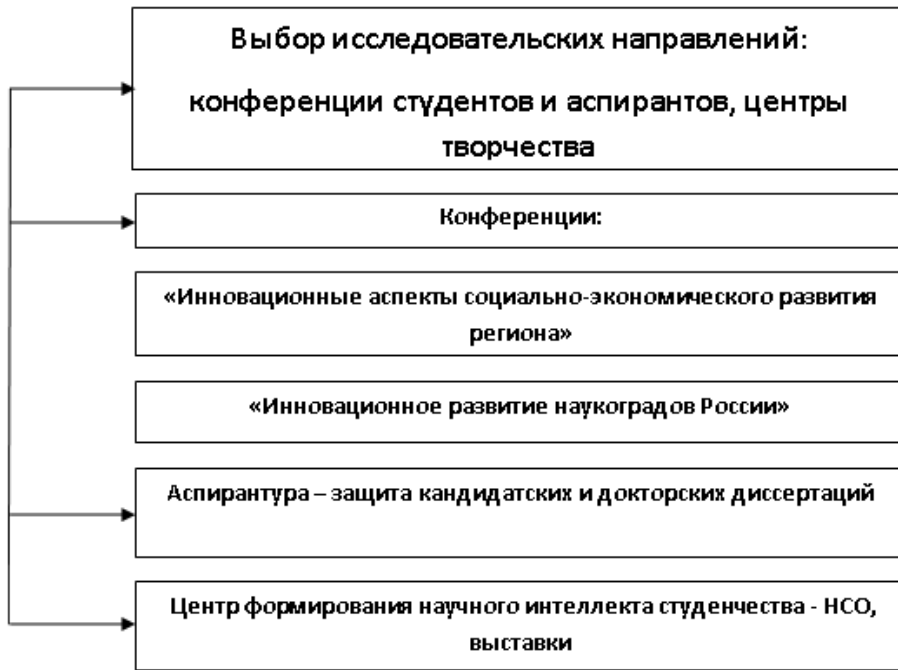 Выбор исследовательских направлений:
конференции студентов и аспирантов, центры
творчества
Конференции:
«Инновационные аспекты социально-экономического развития
региона»
«Инновационное развитие наукоградов России»
Аспирантура – защита кандидатских и докторских диссертаций
Центр формирования научного интеллекта студенчества - НСО,
выставки